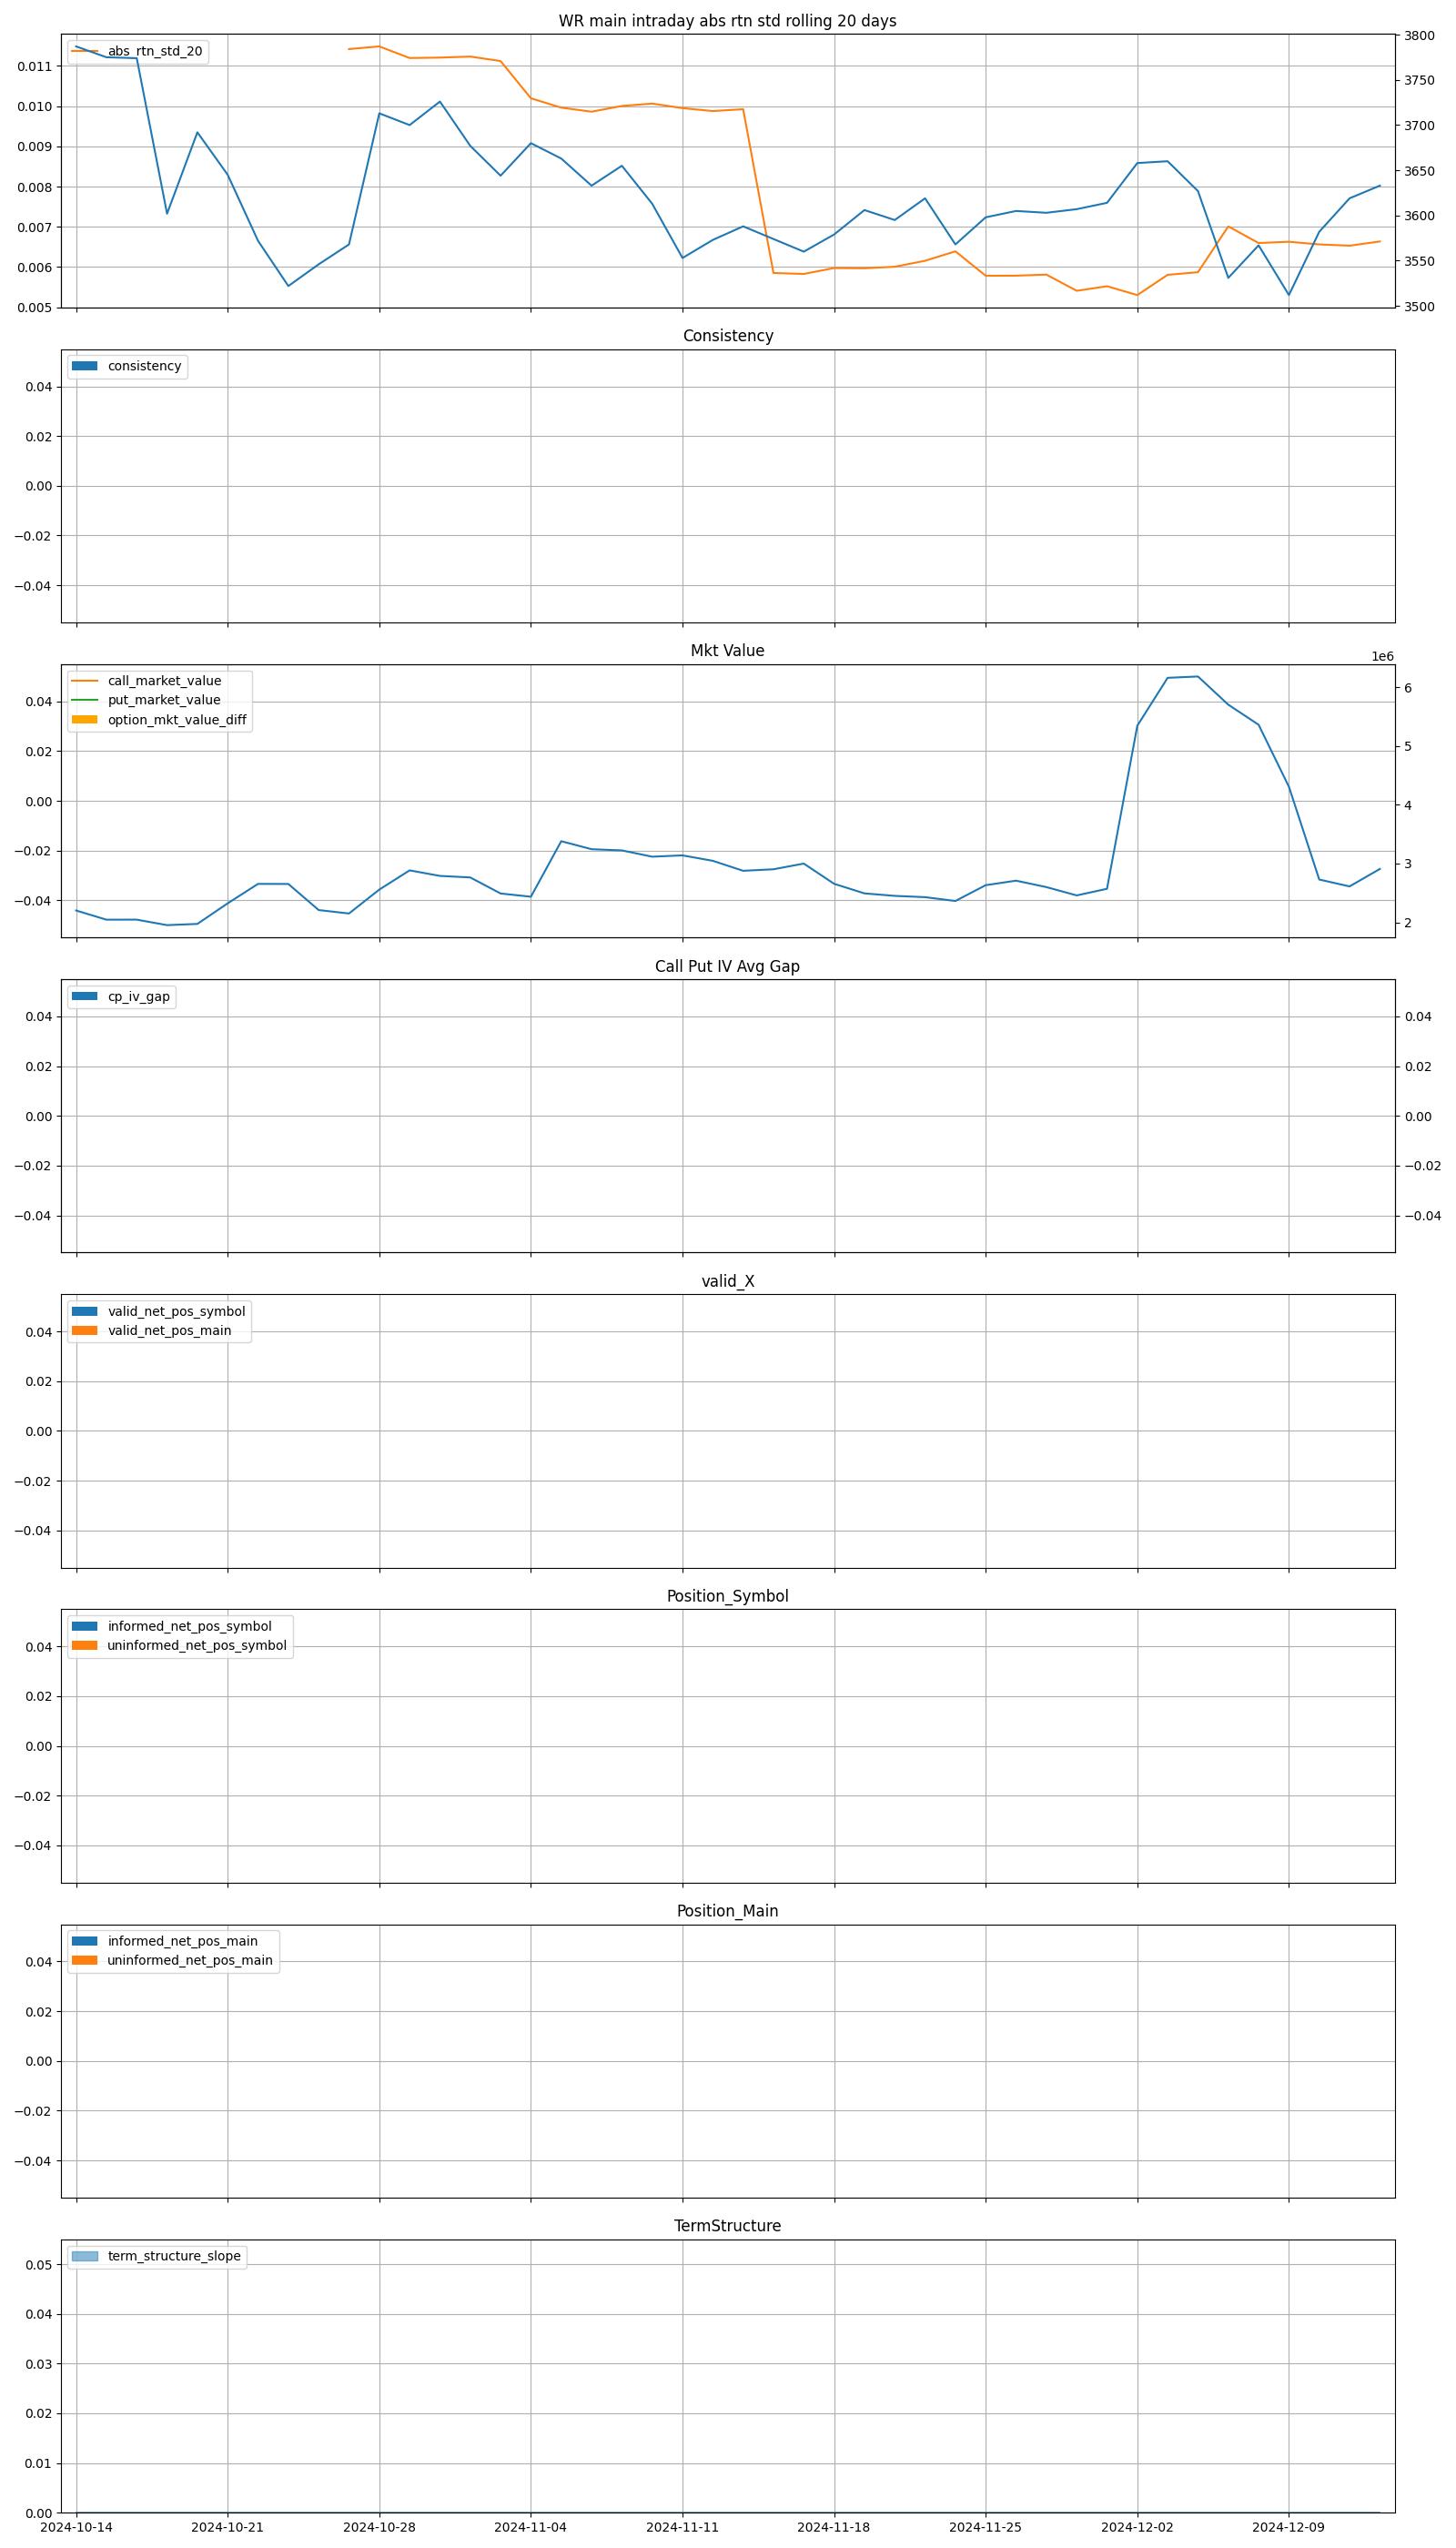 WR main intraday abs rtn std rolling 20 days
abs_rtn_std_20
0.011
0.010
0.009
0.008
0.007
0.006
0.005
3800
3750
3700
3650
3600
3550
3500
Consistency
consistency
0.04
0.02
0.00
−0.02
−0.04
Mkt Value
1e6
call_market_value
put_market_value
option_mkt_value_diff
0.04
0.02
0.00
−0.02
−0.04
6
5
4
3
2
Call Put IV Avg Gap
cp_iv_gap
0.04
0.02
0.00
−0.02
−0.04
0.04
0.02
0.00
−0.02
−0.04
valid_X
valid_net_pos_symbol
valid_net_pos_main
0.04
0.02
0.00
−0.02
−0.04
Position_Symbol
informed_net_pos_symbol
uninformed_net_pos_symbol
0.04
0.02
0.00
−0.02
−0.04
Position_Main
informed_net_pos_main
uninformed_net_pos_main
0.04
0.02
0.00
−0.02
−0.04
TermStructure
term_structure_slope
0.05
0.04
0.03
0.02
0.01
0.00
2024-10-14 2024-10-21 2024-10-28 2024-11-04 2024-11-11 2024-11-18 2024-11-25 2024-12-02 2024-12-09